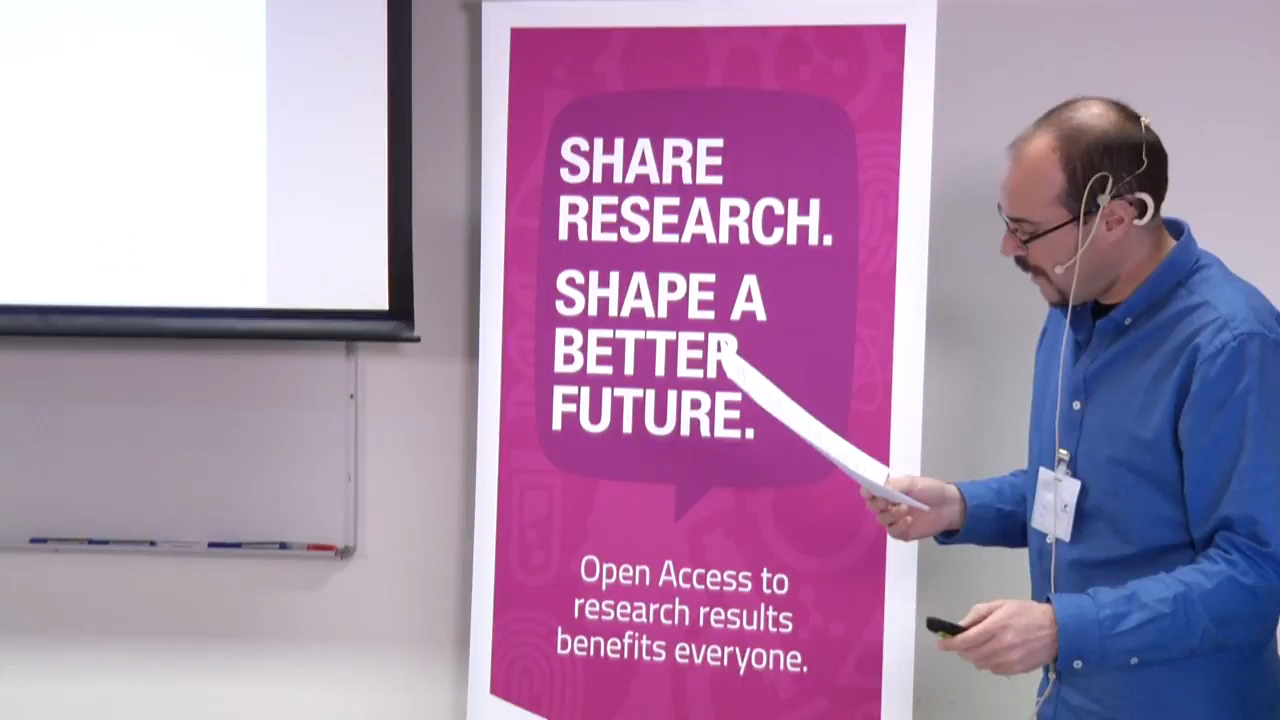 SHARE
RESEARCH.
SHAPE A
BETTER
FUTURE.
Open Access to
research results
benefits everyone.